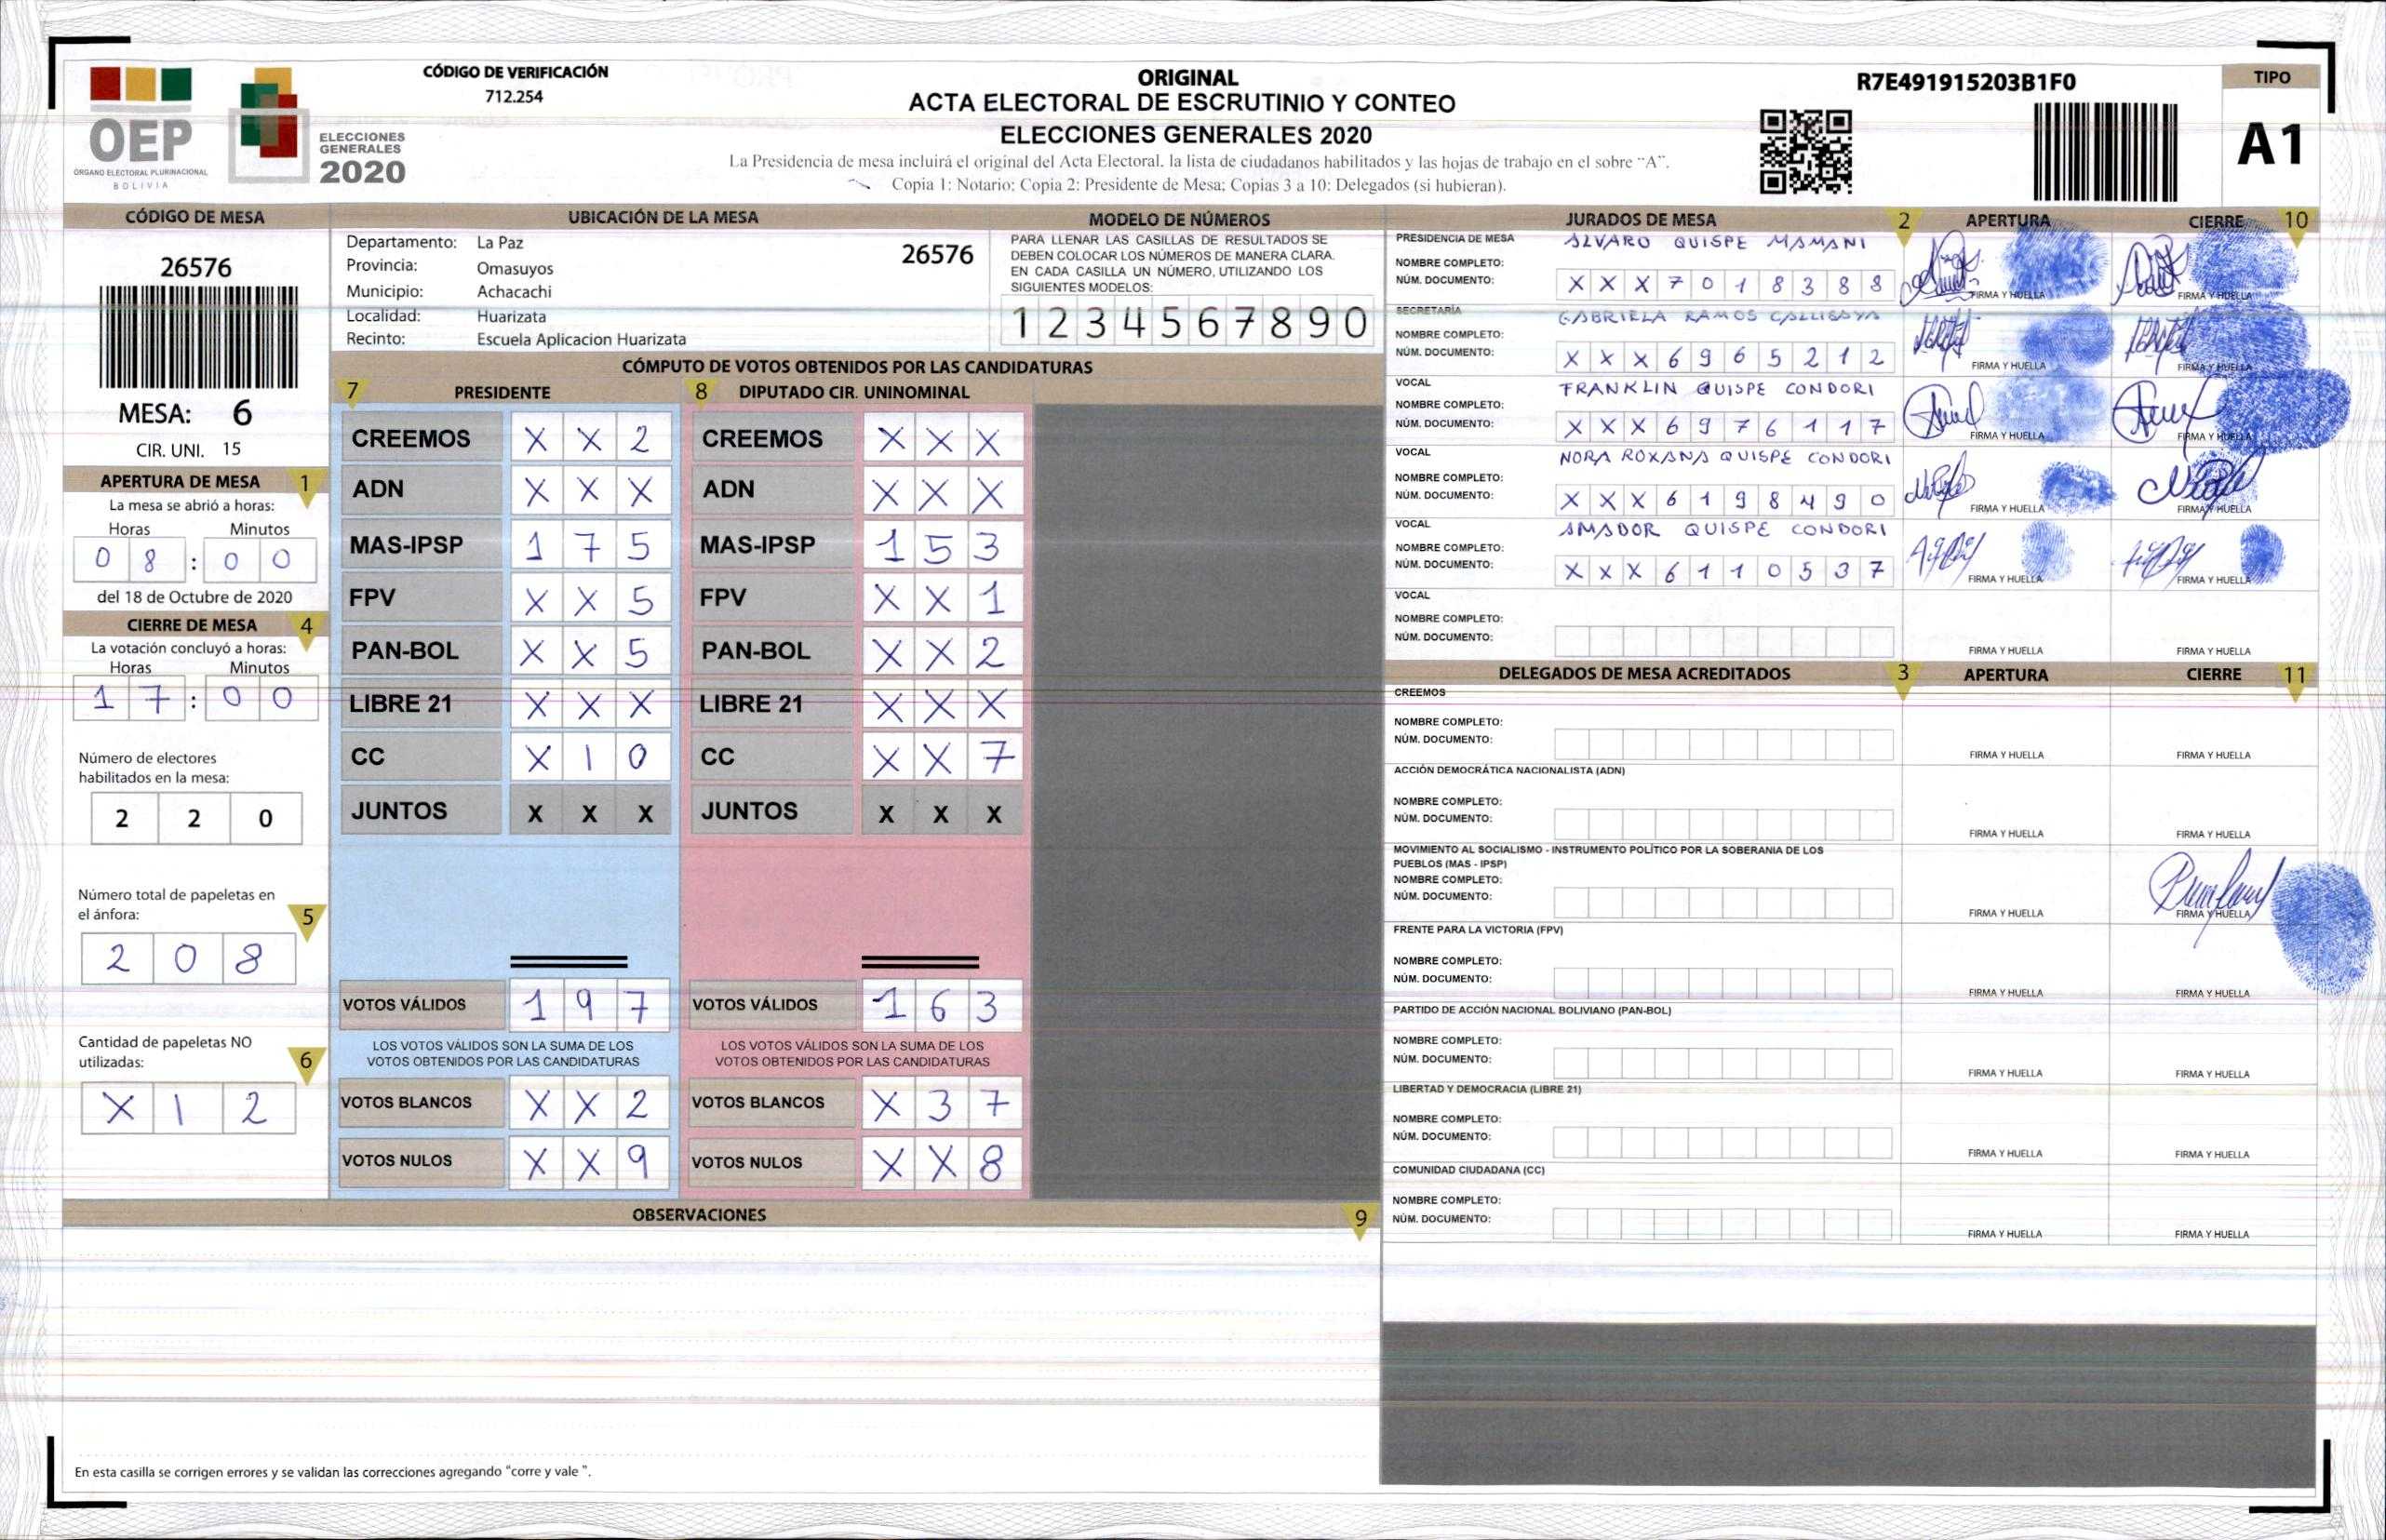 OEP
ÓRGANO ELECTORAL PLURINACIONAL
BOLIVIA
ELECCIONES
GENERALES
2020
CÓDIGO DE VERIFICACIÓN
712.254
ORIGINAL
ACTA ELECTORAL DE ESCRUTINIO Y CONTEO
ELECCIONES GENERALES 2020
La Presidencia de mesa incluirá el original del Acta Electoral. la lista de ciudadanos habilitados y las hojas de trabajo en el sobre "A".
Copia 1: Notario; Copia 2: Presidente de Mesa; Copias 3 a 10: Delegados (si hubieran).
R7E491915203B1F0
TIPO
A1
CÓDIGO DE MESA
26576
MESA: 6
CIR. UNI. 15
APERTURA DE MESA 1
La mesa se abrió a horas:
Horas Minutos
0 8 : 0 0
del 18 de Octubre de 2020
CIERRE DE MESA 4
La votación concluyó a horas:
Horas Minutos
1 7 : 0 0
Número de electores
habilitados en la mesa:
2 2 0
Número total de papeletas en
el ánfora: 5
2 0 8
Cantidad de papeletas NO
utilizadas: 6
X 1 2
UBICACIÓN DE LA MESA
Departamento: La Paz 26576
Provincia: Omasuyos
Municipio: Achacachi
Localidad: Huarizata
Recinto: Escuela Aplicacion Huarizata
MODELO DE NÚMEROS
PARA LLENAR LAS CASILLAS DE RESULTADOS SE
DEBEN COLOCAR LOS NÚMEROS DE MANERA CLARA.
EN CADA CASILLA UN NÚMERO, UTILIZANDO LOS
SIGUIENTES MODELOS:
1 2 3 4 5 6 7 8 9 0
CÓMPUTO DE VOTOS OBTENIDOS POR LAS CANDIDATURAS
7 PRESIDENTE
CREEMOS X X 2
ADN X X X
MAS-IPSP 1 7 5
FPV X X 5
PAN-BOL X X 5
LIBRE 21 X X X
CC X 1 0
JUNTOS X X X
VOTOS VÁLIDOS 1 9 7
LOS VOTOS VÁLIDOS SON LA SUMA DE LOS
VOTOS OBTENIDOS POR LAS CANDIDATURAS
VOTOS BLANCOS X X 2
VOTOS NULOS X X 9
8 DIPUTADO CIR. UNINOMINAL
CREEMOS X X X
ADN X X X
MAS-IPSP 1 5 3
FPV X X 1
PAN-BOL X X 2
LIBRE 21 X X X
CC X X 7
JUNTOS X X X
VOTOS VÁLIDOS 1 6 3
LOS VOTOS VÁLIDOS SON LA SUMA DE LOS
VOTOS OBTENIDOS POR LAS CANDIDATURAS
VOTOS BLANCOS X 3 7
VOTOS NULOS X X 8
OBSERVACIONES 9
En esta casilla se corrigen errores y se validan las correcciones agregando "corre y vale ".
JURADOS DE MESA 2 APERTURA CIERRE 10
PRESIDENCIA DE MESA ALVARO QUISPE MAMANI
NOMBRE COMPLETO:
NÚM. DOCUMENTO: X X X 7 0 1 8 3 8 8
FIRMA Y HUELLA FIRMA Y HUELLA
SECRETARÍA GABRIELA RAMOS CALLISAYA
NOMBRE COMPLETO:
NÚM. DOCUMENTO: X X X 6 9 6 5 2 1 2
FIRMA Y HUELLA FIRMA Y HUELLA
VOCAL FRANKLIN QUISPE CONDORI
NOMBRE COMPLETO:
NÚM. DOCUMENTO: X X X 6 9 7 6 1 1 7
FIRMA Y HUELLA FIRMA Y HUELLA
VOCAL NORA ROXANA QUISPE CONDORI
NOMBRE COMPLETO:
NÚM. DOCUMENTO: X X X 6 1 9 8 4 9 0
FIRMA Y HUELLA FIRMA Y HUELLA
VOCAL AMADOR QUISPE CONDORI
NOMBRE COMPLETO:
NÚM. DOCUMENTO: X X X 6 1 1 0 5 3 7
FIRMA Y HUELLA FIRMA Y HUELLA
VOCAL
NOMBRE COMPLETO:
NÚM. DOCUMENTO:
FIRMA Y HUELLA FIRMA Y HUELLA
DELEGADOS DE MESA ACREDITADOS 3 APERTURA CIERRE 11
CREEMOS
NOMBRE COMPLETO:
NÚM. DOCUMENTO:
FIRMA Y HUELLA FIRMA Y HUELLA
ACCIÓN DEMOCRÁTICA NACIONALISTA (ADN)
NOMBRE COMPLETO:
NÚM. DOCUMENTO:
FIRMA Y HUELLA FIRMA Y HUELLA
MOVIMIENTO AL SOCIALISMO - INSTRUMENTO POLÍTICO POR LA SOBERANIA DE LOS
PUEBLOS (MAS - IPSP)
NOMBRE COMPLETO:
NÚM. DOCUMENTO:
FIRMA Y HUELLA FIRMA Y HUELLA
FRENTE PARA LA VICTORIA (FPV)
NOMBRE COMPLETO:
NÚM. DOCUMENTO:
FIRMA Y HUELLA FIRMA Y HUELLA
PARTIDO DE ACCIÓN NACIONAL BOLIVIANO (PAN-BOL)
NOMBRE COMPLETO:
NÚM. DOCUMENTO:
FIRMA Y HUELLA FIRMA Y HUELLA
LIBERTAD Y DEMOCRACIA (LIBRE 21)
NOMBRE COMPLETO:
NÚM. DOCUMENTO:
FIRMA Y HUELLA FIRMA Y HUELLA
COMUNIDAD CIUDADANA (CC)
NOMBRE COMPLETO:
NÚM. DOCUMENTO:
FIRMA Y HUELLA FIRMA Y HUELLA